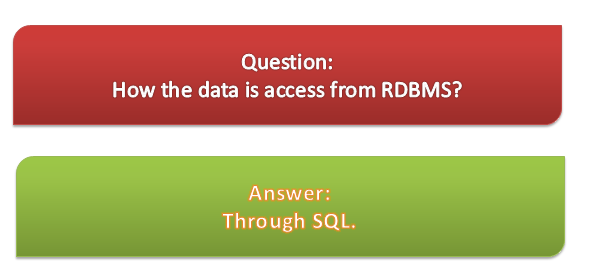 Question:
How the data is access from RDBMS?
Answer:
Through SQL.